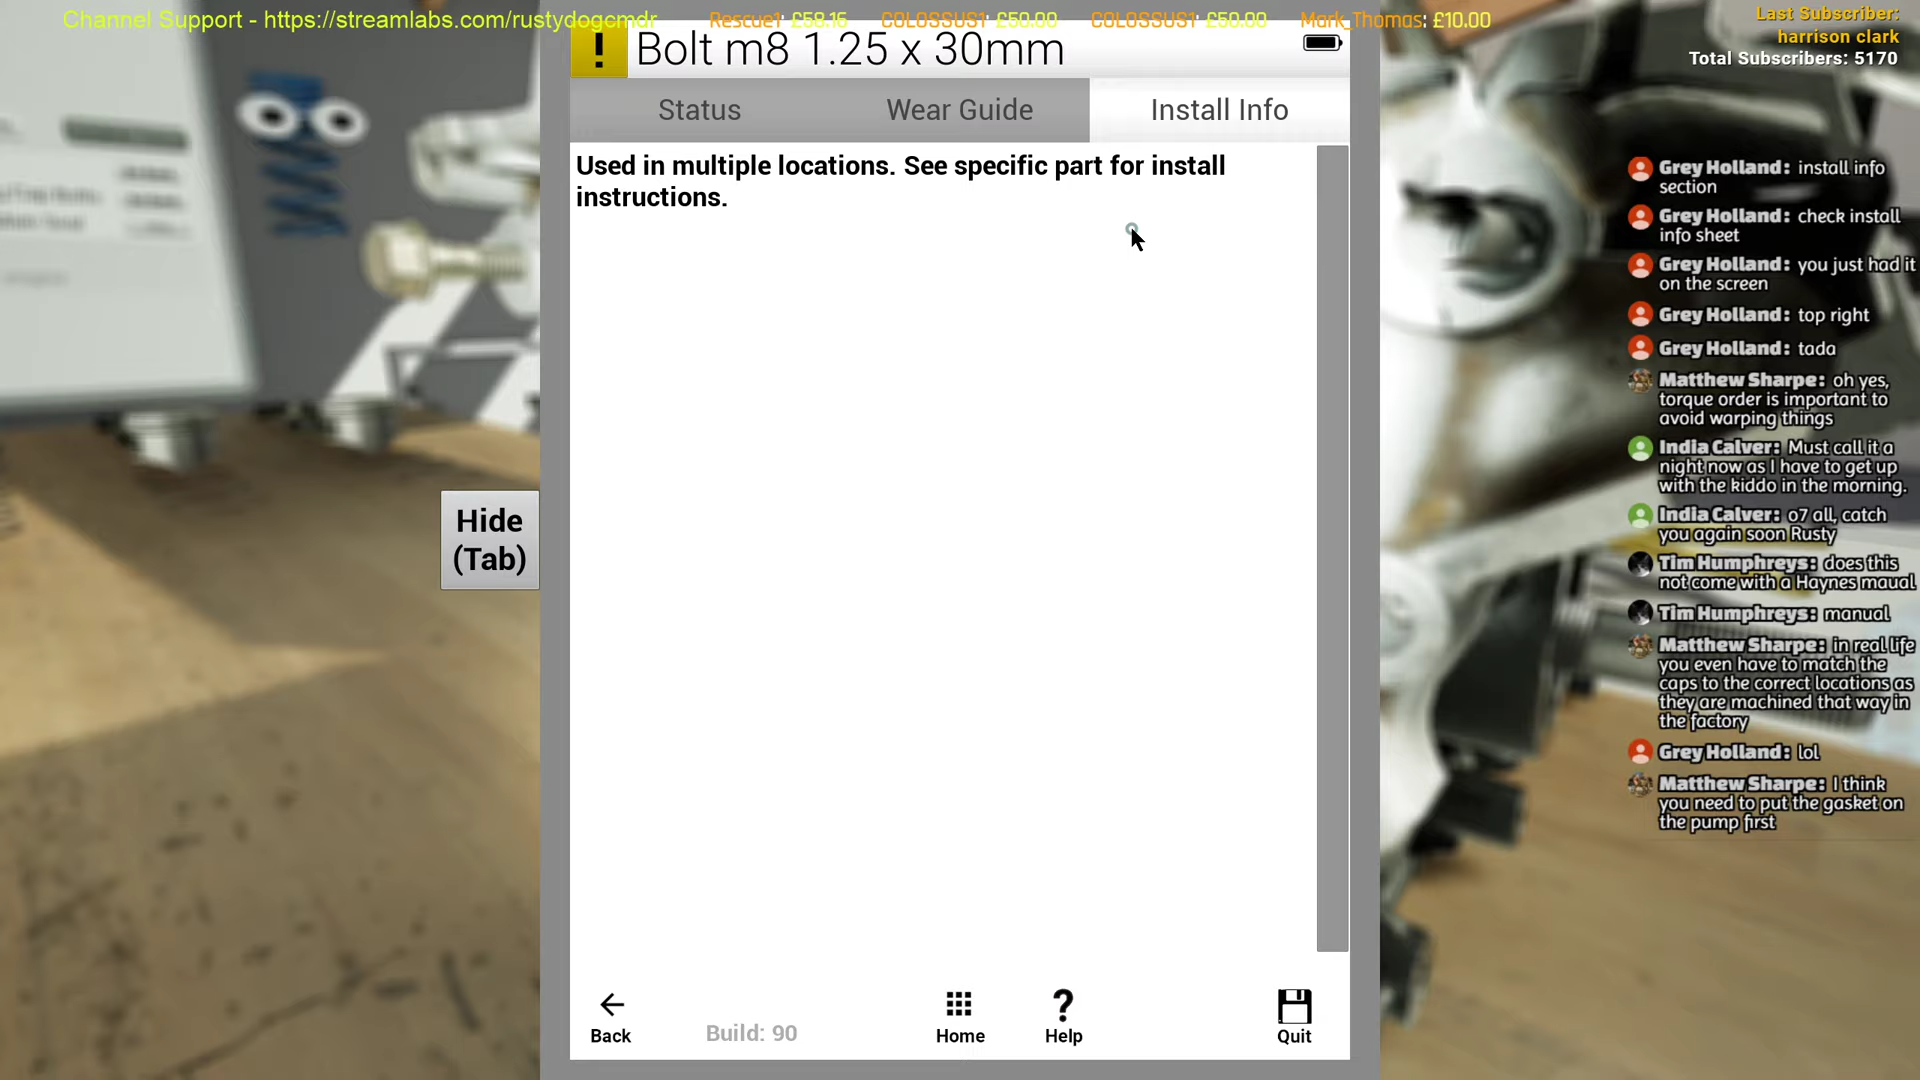 Channel Support - https://streamlabs.com/rustydogcmdr
Rescue1: £58.16 COLOSSUS1: £50.00 COLOSSUS1: £50.00 Mark_Thomas: £10.00
Last Subscriber:
harrison clark
Total Subscribers: 5170
! Bolt m8 1.25 x 30mm
Status Wear Guide Install Info
Used in multiple locations. See specific part for install
instructions.
Hide
(Tab)
Back Build: 90 Home ? Help Quit
Grey Holland: install info
section
Grey Holland: check install
info sheet
Grey Holland: you just had it
on the screen
Grey Holland: top right
Grey Holland: tada
Matthew Sharpe: oh yes,
torque order is important to
avoid warping things
India Calver: Must call it a
night now as I have to get up
with the kiddo in the morning.
India Calver: o7 all, catch
you again soon Rusty
Tim Humphreys: does this
not come with a Haynes maual
Tim Humphreys: manual
Matthew Sharpe: in real life
you even have to match the
caps to the correct locations as
they are machined that way in
the factory
Grey Holland: lol
Matthew Sharpe: I think
you need to put the gasket on
the pump first